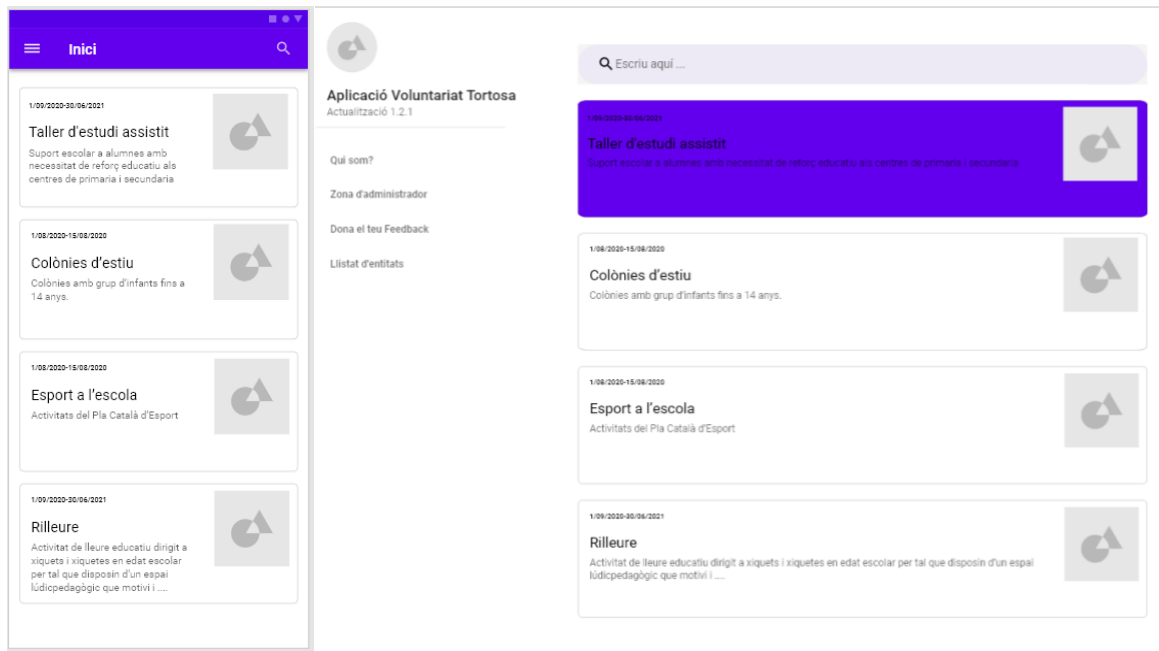 Inici
1/09/2020-30/06/2021
Taller d'estudi assistit
Suport escolar a alumnes amb
necessitat de reforç educatiu als
centres de primaria i secundaria
1/08/2020-15/08/2020
Colònies d'estiu
Colònies amb grup d'infants fins a
14 anys.
1/08/2020-15/08/2020
Esport a l'escola
Activitats del Pla Català d'Esport
1/09/2020-30/06/2021
Rilleure
Activitat de lleure educatiu dirigit a
xiquets i xiquetes en edat escolar
per tal que disposin d'un espai
lúdicpedagògic que motivi i ....
Aplicació Voluntariat Tortosa
Actualització 1.2.1
Qui som?
Zona d'administrador
Dona el teu Feedback
Llistat d'entitats
Escriu aquí ...
1/09/2020-30/06/2021
Taller d'estudi assistit
Suport escolar a alumnes amb necessitat de reforç educatiu als centres de primaria i secundaria
1/08/2020-15/08/2020
Colònies d'estiu
Colònies amb grup d'infants fins a 14 anys.
1/08/2020-15/08/2020
Esport a l'escola
Activitats del Pla Català d'Esport
1/09/2020-30/06/2021
Rilleure
Activitat de lleure educatiu dirigit a xiquets i xiquetes en edat escolar per tal que disposin d'un espai
lúdicpedagògic que motivi i ....